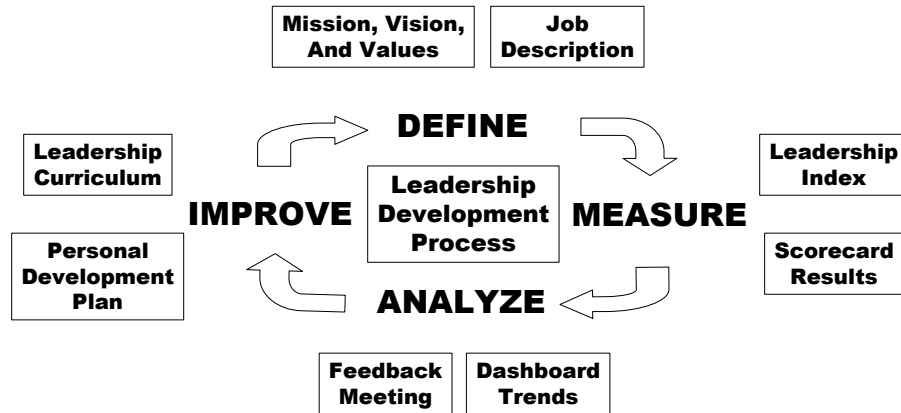 Mission, Vision,
And Values
Job
Description
DEFINE
Leadership
Curriculum
Leadership
Index
IMPROVE
Leadership
Development
Process
MEASURE
Personal
Development
Plan
Scorecard
Results
ANALYZE
Feedback
Meeting
Dashboard
Trends